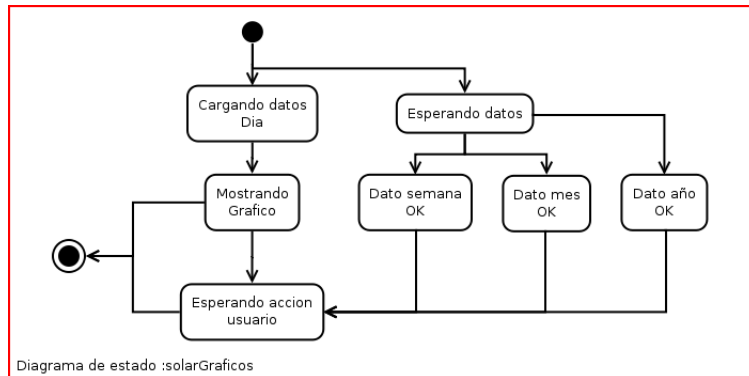 Cargando datos
Dia
Esperando datos
Mostrando
Grafico
Dato semana
OK
Dato mes
OK
Dato año
OK
Esperando accion
usuario
Diagrama de estado :solarGraficos